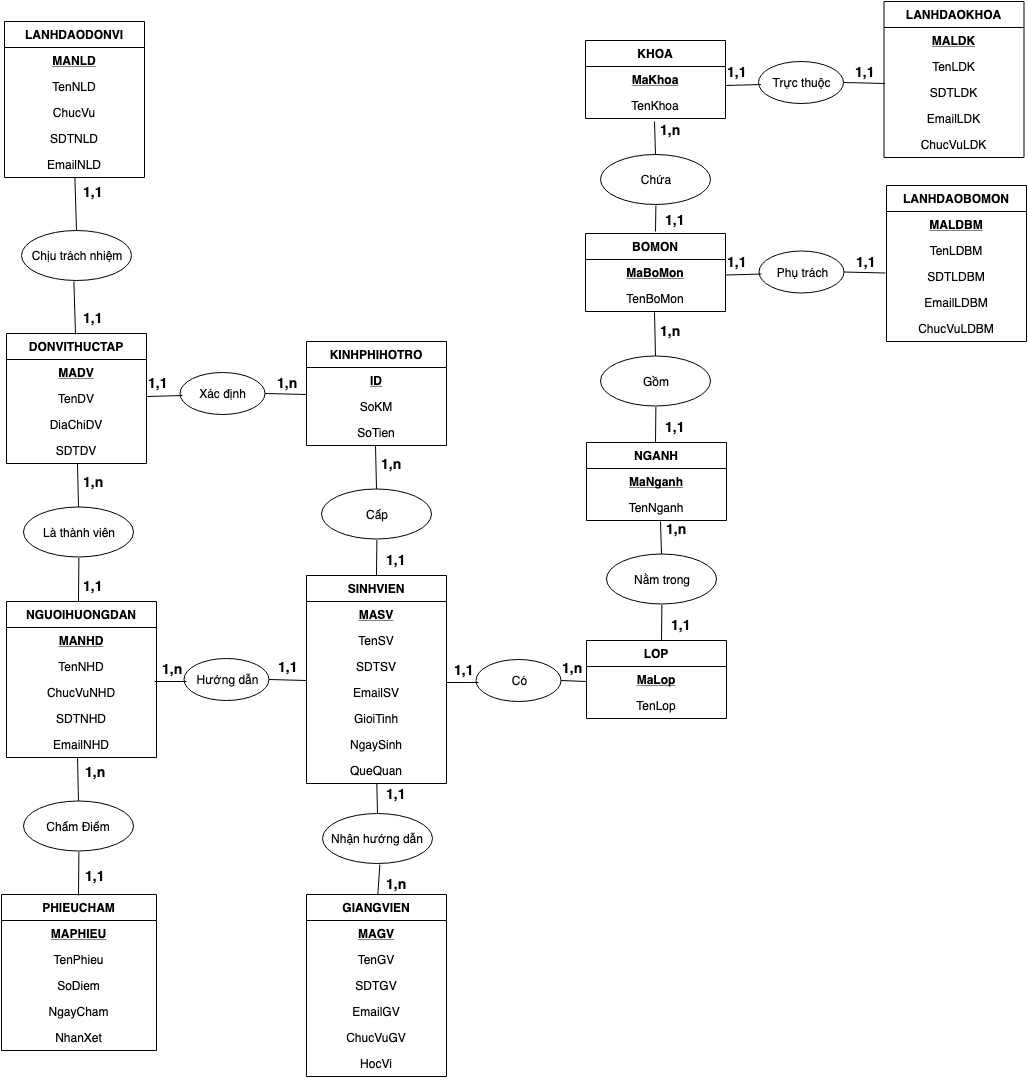 LANHDAODONVI
MANLD
TenNLD
ChucVu
SDTNLD
EmailNLD
1,1
Chịu trách nhiệm
1,1
DONVITHUCTAP
MADV
TenDV
DiaChiDV
SDTDV
1,1
Xác định
1,n
KINHPHIHOTRO
ID
SoKM
SoTien
1,n
Cấp
1,1
1,n
Là thành viên
1,1
NGUOIHUONGDAN
MANHD
TenNHD
ChucVuNHD
SDTNHD
EmailNHD
1,n
Hướng dẫn
1,1
SINHVIEN
MASV
TenSV
SDTSV
EmailSV
GioiTinh
NgaySinh
QueQuan
1,n
Chấm Điểm
1,1
PHIEUCHAM
MAPHIEU
TenPhieu
SoDiem
NgayCham
NhanXet
1,1
Nhận hướng dẫn
1,n
GIANGVIEN
MAGV
TenGV
SDTGV
EmailGV
ChucVuGV
HocVi
1,1
Có
1,n
LOP
MaLop
TenLop
1,1
Nằm trong
1,n
NGANH
MaNganh
TenNganh
1,1
Gồm
1,n
BOMON
MaBoMon
TenBoMon
1,1
Phụ trách
1,1
LANHDAOBOMON
MALDBM
TenLDBM
SDTLDBM
EmailLDBM
ChucVuLDBM
1,1
Chứa
1,n
KHOA
MaKhoa
TenKhoa
1,1
Trực thuộc
1,1
LANHDAOKHOA
MALDK
TenLDK
SDTLDK
EmailLDK
ChucVuLDK